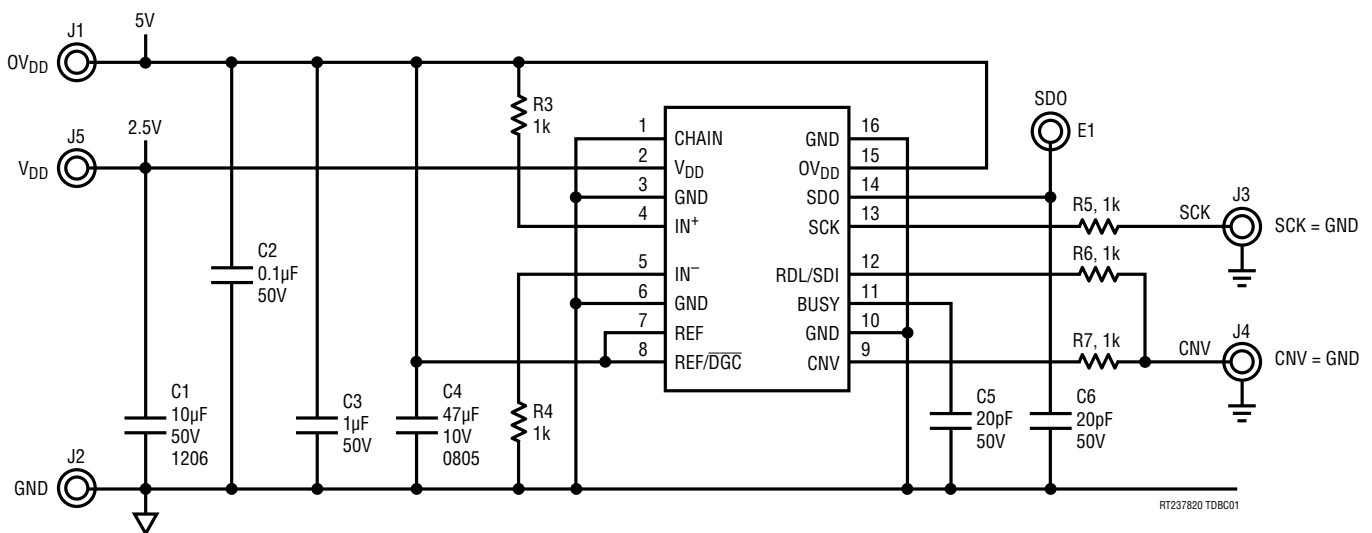 J1
5V
OVDD
J5
2.5V
VDD
R3
1k
C2
0.1µF
50V
C1
10µF
50V
1206
C3
1µF
50V
C4
47µF
10V
0805
R4
1k
J2
GND
1
CHAIN
2
VDD
3
GND
4
IN+
5
IN−
6
GND
7
REF
8
REF/DGC
GND
16
OVDD
15
SDO
14
SCK
13
RDL/SDI
12
BUSY
11
GND
10
CNV
9
SDO
E1
R5, 1k
SCK
J3
SCK = GND
R6, 1k
R7, 1k
CNV
J4
CNV = GND
C5
20pF
50V
C6
20pF
50V
RT237820 TDBC01